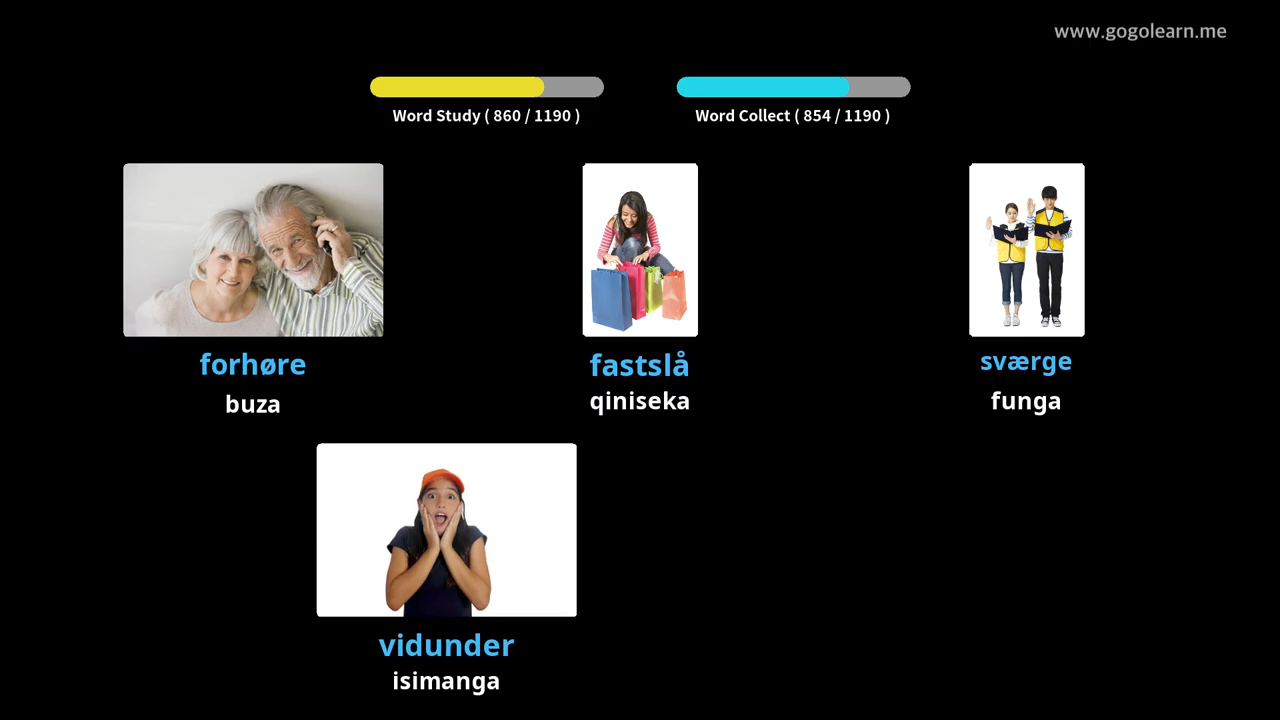 www.gogolearn.me
Word Study ( 860 / 1190 )
Word Collect ( 854 / 1190 )
forhøre
buza
fastslå
qiniseka
sværge
funga
vidunder
isimanga